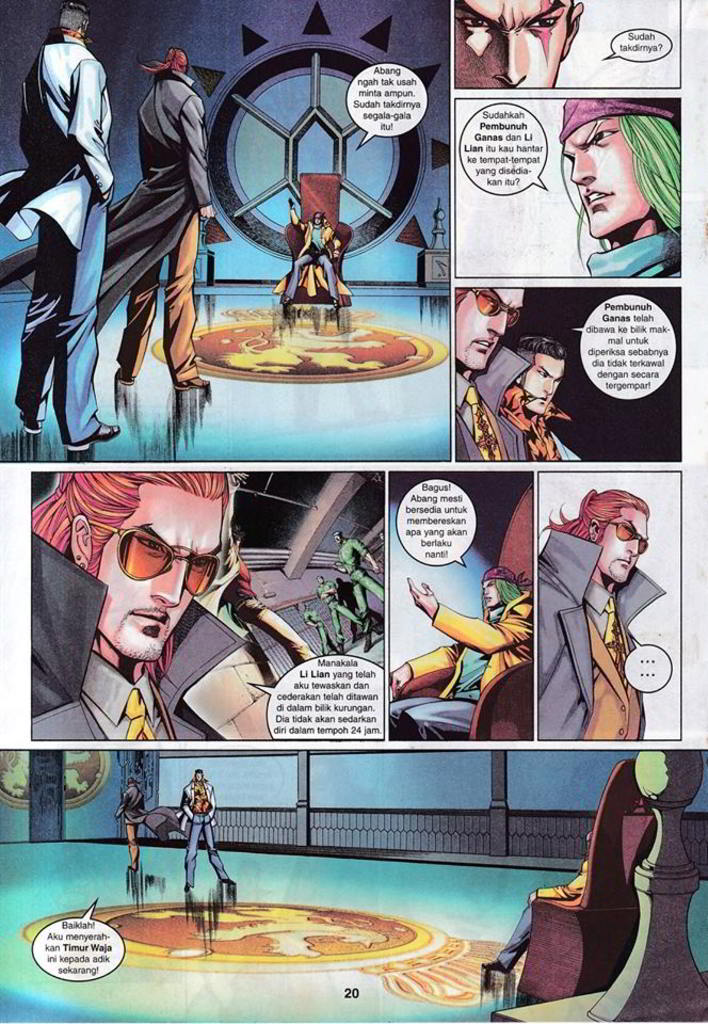 Abang
ngah tak usah
minta ampun.
Sudah takdirnya
segala-gala
itu!
Sudah
takdirnya?
Sudahkah
Pembunuh
Ganas dan Li
Lian itu kau hantar
ke tempat-tempat
yang disedia-
kan itu?
Pembunuh
Ganas telah
dibawa ke bilik mak-
mal untuk
diperiksa sebabnya
dia tidak terkawal
dengan secara
tergempar!
Manakala
Li Lian yang telah
aku tewaskan dan
cederakan telah ditawan
di dalam bilik kurungan.
Dia tidak akan sedarkan
diri dalam tempoh 24 jam.
Bagus!
Abang mesti
bersedia untuk
membereskan
apa yang akan
berlaku
nanti!
...
...
Baiklah!
Aku menyerah-
kan Timur Waja
ini kepada adik
sekarang!
20